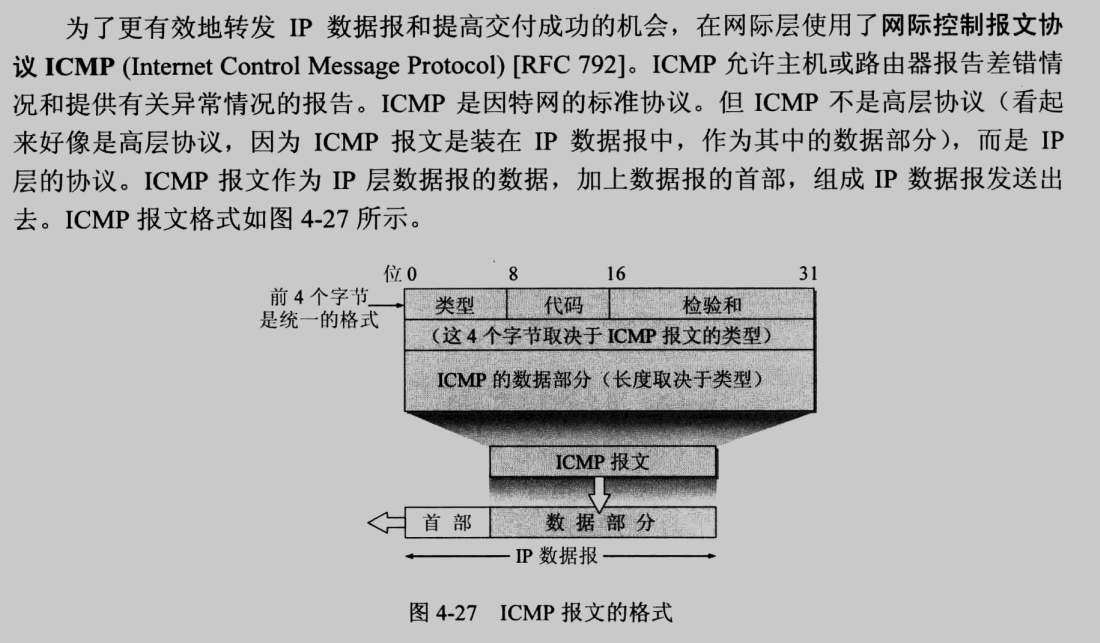 为了更有效地转发 IP 数据报和提高交付成功的机会，在网际层使用了网际控制报文协
议 ICMP (Internet Control Message Protocol) [RFC 792]。ICMP 允许主机或路由器报告差错情
况和提供有关异常情况的报告。ICMP 是因特网的标准协议。但 ICMP 不是高层协议（看起
来好像是高层协议，因为 ICMP 报文是装在 IP 数据报中，作为其中的数据部分），而是 IP
层的协议。ICMP 报文作为 IP 层数据报的数据，加上数据报的首部，组成 IP 数据报发送出
去。ICMP 报文格式如图 4-27 所示。
位 0 8 16 31
前 4 个字节
是统一的格式
类型 代码 检验和
（这 4 个字节取决于 ICMP 报文的类型）
ICMP 的数据部分（长度取决于类型）
ICMP 报文
首部 数据部分
IP 数据报
图 4-27 ICMP 报文的格式